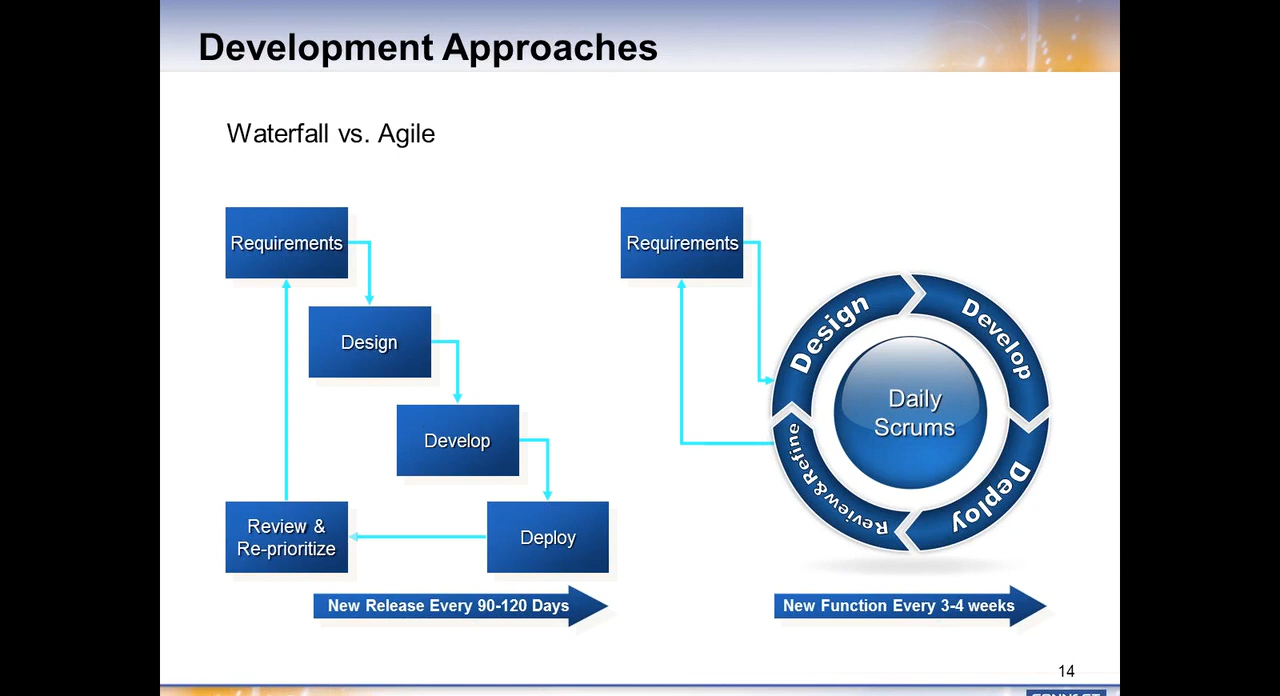 Development Approaches
Waterfall vs. Agile
Requirements
Design
Develop
Deploy
Review &
Re-prioritize
New Release Every 90-120 Days
Requirements
Design
Develop
Deploy
Review&Refine
Daily
Scrums
New Function Every 3-4 weeks
14